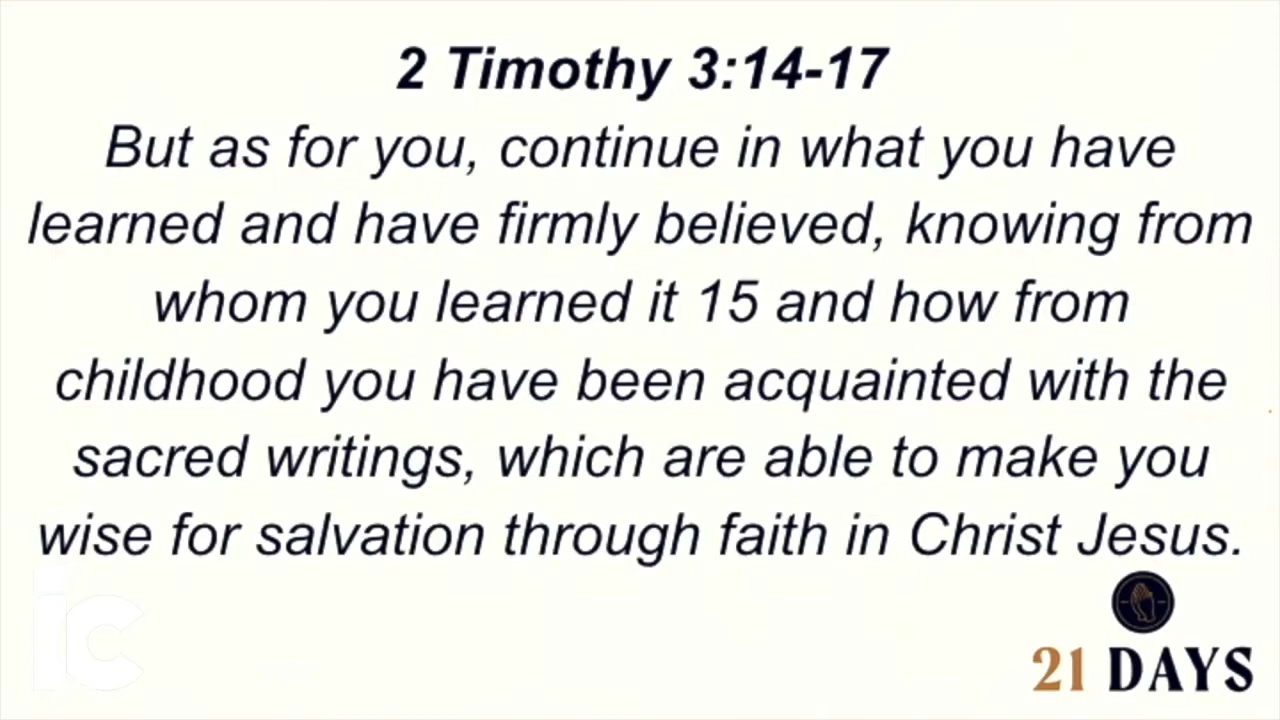 2 Timothy 3:14-17
But as for you, continue in what you have
learned and have firmly believed, knowing from
whom you learned it 15 and how from
childhood you have been acquainted with the
sacred writings, which are able to make you
wise for salvation through faith in Christ Jesus.
ic
21 DAYS